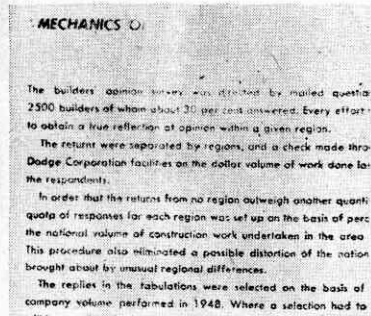 MECHANICS O
The builders opinion survey was directed by mailed questio
2500 builders of whom about 30 per cent answered. Every effort
to obtain a true reflection of opinion within a given region.
The returns were separated by regions, and a check made thro
Dodge Corporation facilities on the dollar volume of work done
the respondents.
In order that the returns from no region outweigh another quanti
quota of responses for each region was set up on the basis of perc
the national volume of construction work undertaken in the area
This procedure also eliminated a possible distortion of the nation
brought about by unusual regional differences.
The replies in the tabulations were selected on the basis of
company volume performed in 1948. Where a selection had to